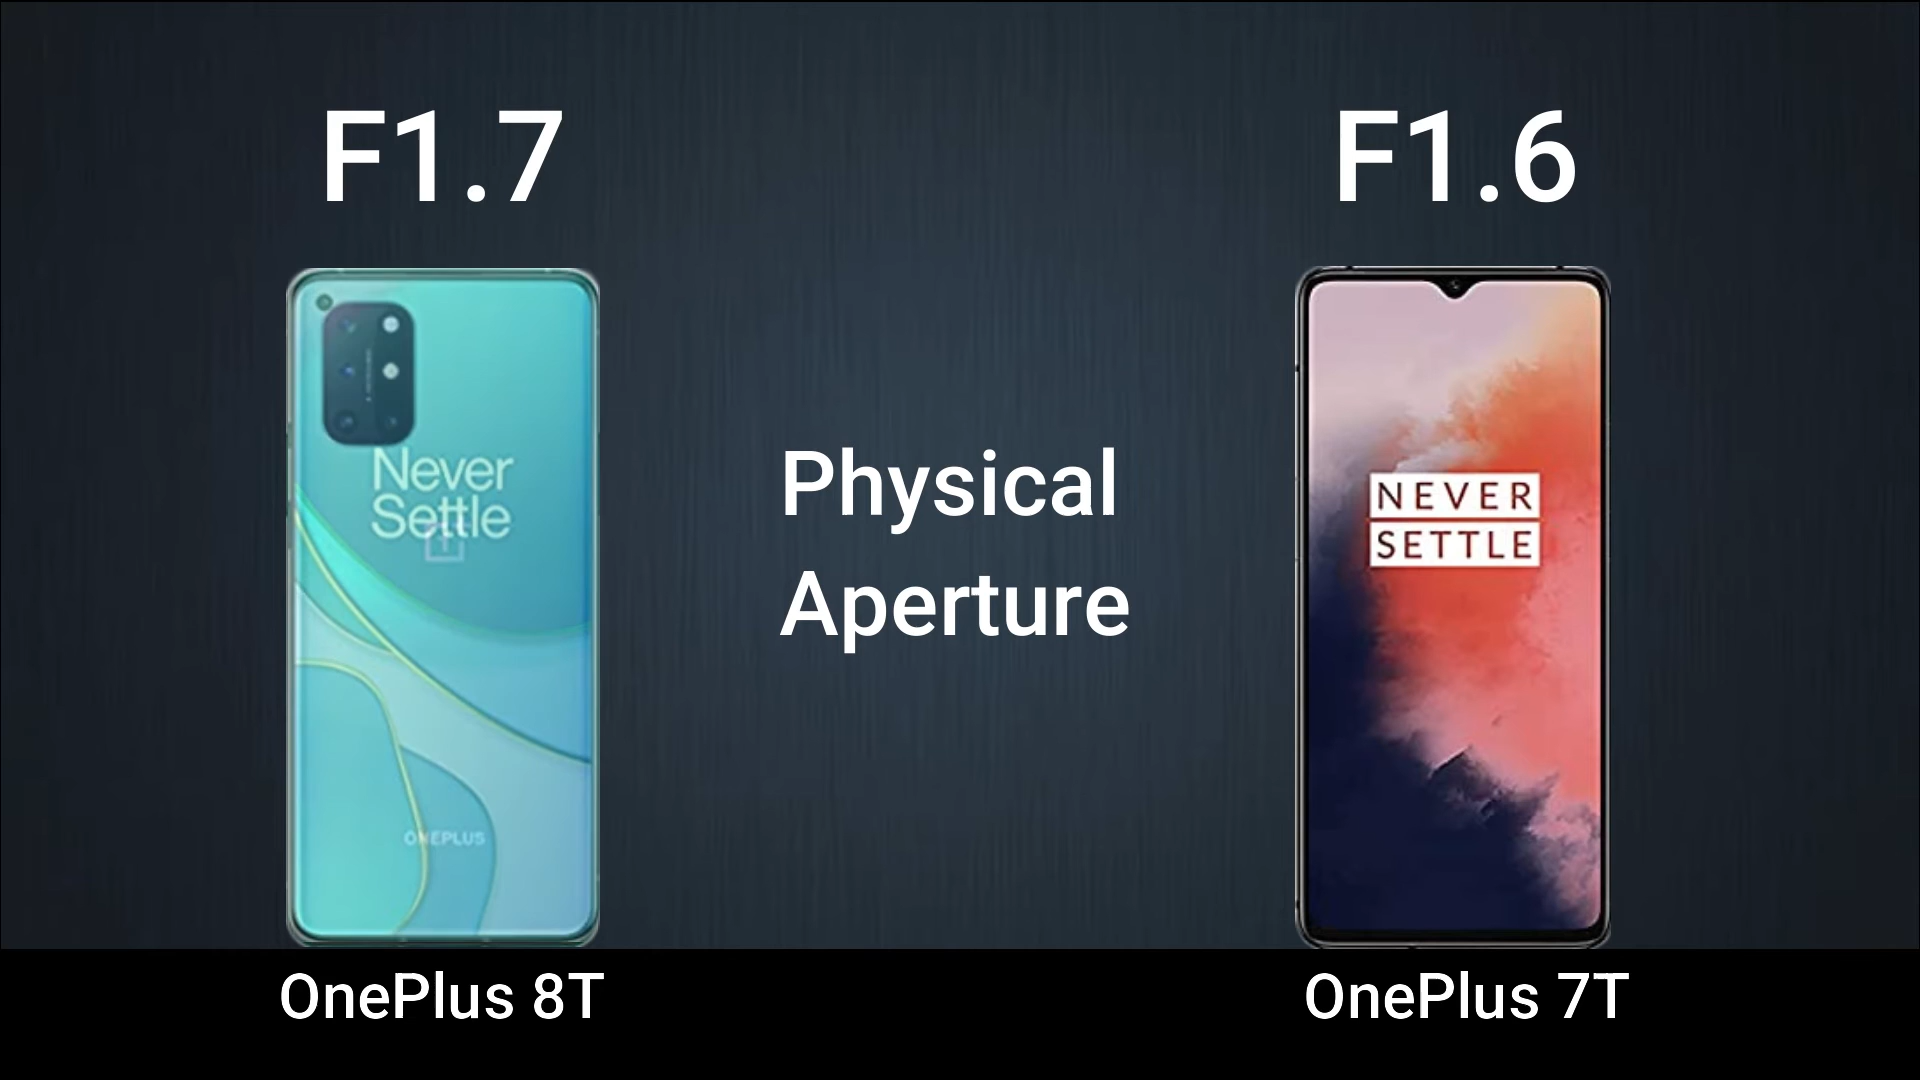 F1.7
F1.6
Never
Settle
ONEPLUS
Physical
Aperture
NEVER
SETTLE
OnePlus 8T
OnePlus 7T